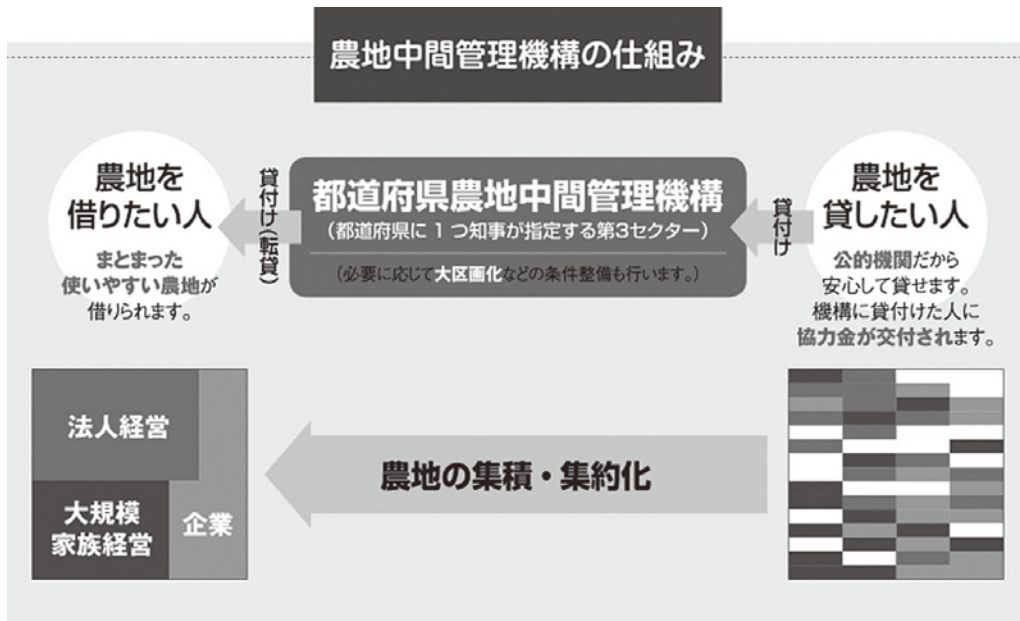 農地中間管理機構の仕組み
農地を
借りたい人
まとまった
使いやすい農地が
借りられます。
貸付け(転貸)
都道府県農地中間管理機構
(都道府県に1つ知事が指定する第3セクター)
(必要に応じて大区画化などの条件整備も行います。)
貸付け
農地を
貸したい人
公的機関だから
安心して貸せます。
機構に貸付けた人に
協力金が交付されます。
法人経営
大規模
家族経営
企業
農地の集積・集約化